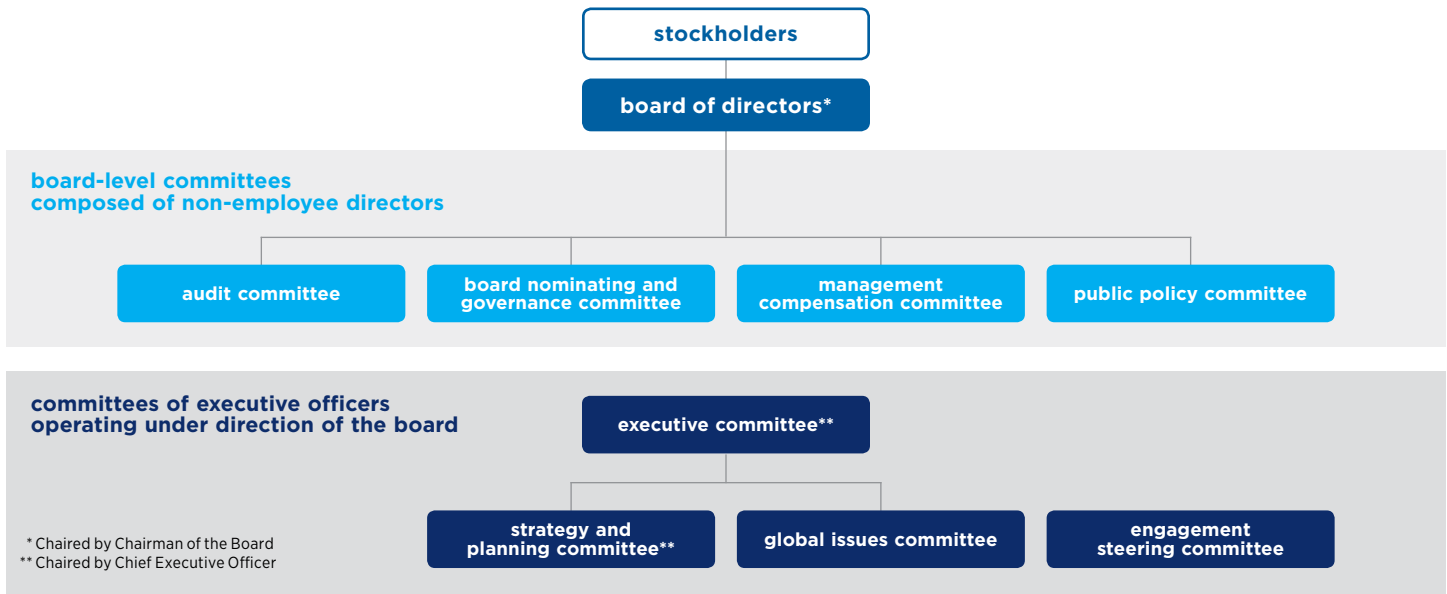 stockholders
board of directors*
board-level committees
composed of non-employee directors
audit committee
board nominating and
governance committee
management
compensation committee
public policy committee
committees of executive officers
operating under direction of the board
executive committee**
strategy and
planning committee**
global issues committee
engagement
steering committee
* Chaired by Chairman of the Board
** Chaired by Chief Executive Officer